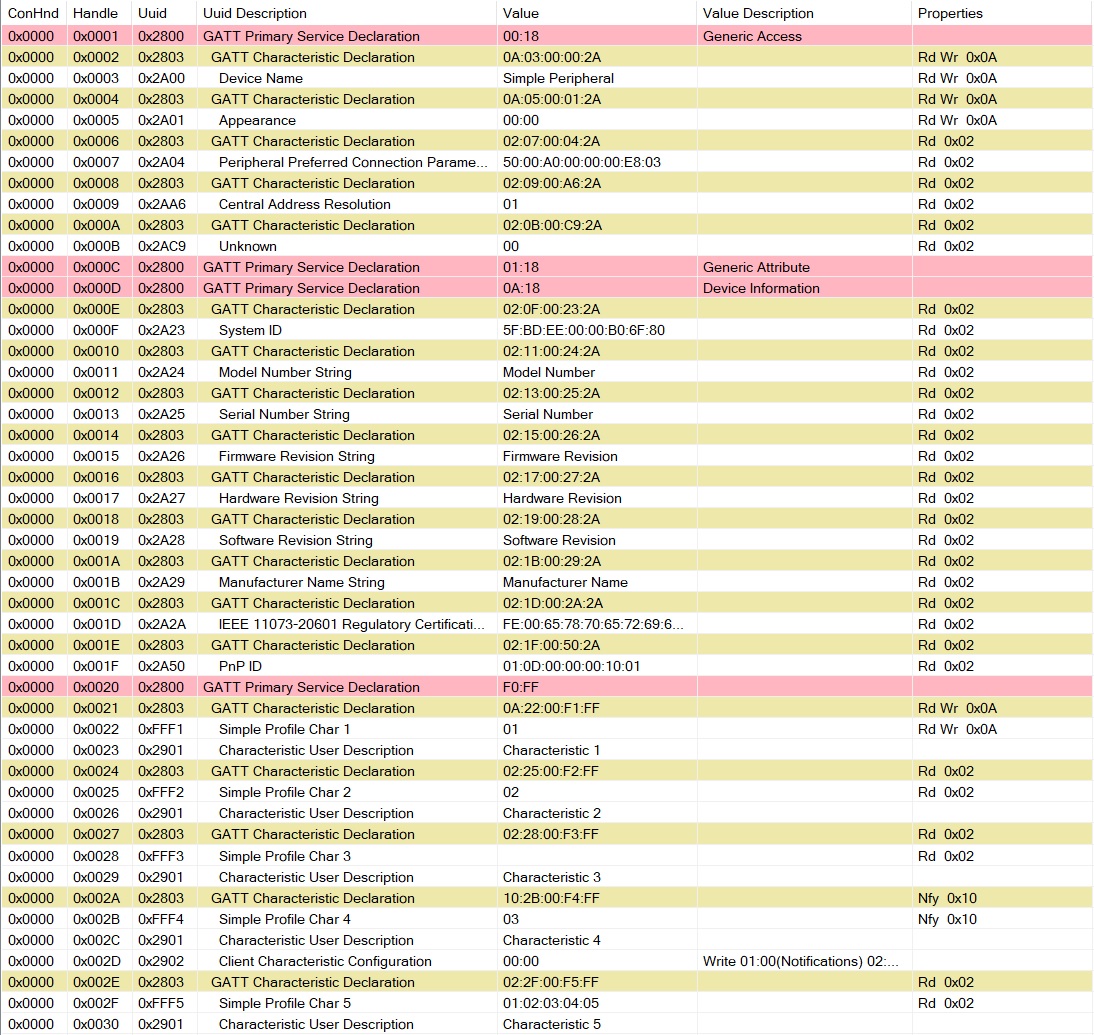 ConHnd Handle Uuid Uuid Description Value Value Description Properties
0x0000 0x0001 0x2800 GATT Primary Service Declaration 00:18 Generic Access
0x0000 0x0002 0x2803 GATT Characteristic Declaration 0A:03:00:00:2A Rd Wr 0x0A
0x0000 0x0003 0x2A00 Device Name Simple Peripheral Rd Wr 0x0A
0x0000 0x0004 0x2803 GATT Characteristic Declaration 0A:05:00:01:2A Rd Wr 0x0A
0x0000 0x0005 0x2A01 Appearance 00:00 Rd Wr 0x0A
0x0000 0x0006 0x2803 GATT Characteristic Declaration 02:07:00:04:2A Rd 0x02
0x0000 0x0007 0x2A04 Peripheral Preferred Connection Parame... 50:00:A0:00:00:00:E8:03 Rd 0x02
0x0000 0x0008 0x2803 GATT Characteristic Declaration 02:09:00:A6:2A Rd 0x02
0x0000 0x0009 0x2AA6 Central Address Resolution 01 Rd 0x02
0x0000 0x000A 0x2803 GATT Characteristic Declaration 02:0B:00:C9:2A Rd 0x02
0x0000 0x000B 0x2AC9 Unknown 00 Rd 0x02
0x0000 0x000C 0x2800 GATT Primary Service Declaration 01:18 Generic Attribute
0x0000 0x000D 0x2800 GATT Primary Service Declaration 0A:18 Device Information
0x0000 0x000E 0x2803 GATT Characteristic Declaration 02:0F:00:23:2A Rd 0x02
0x0000 0x000F 0x2A23 System ID 5F:BD:EE:00:00:B0:6F:80 Rd 0x02
0x0000 0x0010 0x2803 GATT Characteristic Declaration 02:11:00:24:2A Rd 0x02
0x0000 0x0011 0x2A24 Model Number String Model Number Rd 0x02
0x0000 0x0012 0x2803 GATT Characteristic Declaration 02:13:00:25:2A Rd 0x02
0x0000 0x0013 0x2A25 Serial Number String Serial Number Rd 0x02
0x0000 0x0014 0x2803 GATT Characteristic Declaration 02:15:00:26:2A Rd 0x02
0x0000 0x0015 0x2A26 Firmware Revision String Firmware Revision Rd 0x02
0x0000 0x0016 0x2803 GATT Characteristic Declaration 02:17:00:27:2A Rd 0x02
0x0000 0x0017 0x2A27 Hardware Revision String Hardware Revision Rd 0x02
0x0000 0x0018 0x2803 GATT Characteristic Declaration 02:19:00:28:2A Rd 0x02
0x0000 0x0019 0x2A28 Software Revision String Software Revision Rd 0x02
0x0000 0x001A 0x2803 GATT Characteristic Declaration 02:1B:00:29:2A Rd 0x02
0x0000 0x001B 0x2A29 Manufacturer Name String Manufacturer Name Rd 0x02
0x0000 0x001C 0x2803 GATT Characteristic Declaration 02:1D:00:2A:2A Rd 0x02
0x0000 0x001D 0x2A2A IEEE 11073-20601 Regulatory Certificati... FE:00:65:78:70:65:72:69:6... Rd 0x02
0x0000 0x001E 0x2803 GATT Characteristic Declaration 02:1F:00:50:2A Rd 0x02
0x0000 0x001F 0x2A50 PnP ID 01:0D:00:00:00:10:01 Rd 0x02
0x0000 0x0020 0x2800 GATT Primary Service Declaration F0:FF
0x0000 0x0021 0x2803 GATT Characteristic Declaration 0A:22:00:F1:FF Rd Wr 0x0A
0x0000 0x0022 0xFFF1 Simple Profile Char 1 01 Rd Wr 0x0A
0x0000 0x0023 0x2901 Characteristic User Description Characteristic 1
0x0000 0x0024 0x2803 GATT Characteristic Declaration 02:25:00:F2:FF Rd 0x02
0x0000 0x0025 0xFFF2 Simple Profile Char 2 02 Rd 0x02
0x0000 0x0026 0x2901 Characteristic User Description Characteristic 2
0x0000 0x0027 0x2803 GATT Characteristic Declaration 02:28:00:F3:FF Rd 0x02
0x0000 0x0028 0xFFF3 Simple Profile Char 3 Rd 0x02
0x0000 0x0029 0x2901 Characteristic User Description Characteristic 3
0x0000 0x002A 0x2803 GATT Characteristic Declaration 10:2B:00:F4:FF Nfy 0x10
0x0000 0x002B 0xFFF4 Simple Profile Char 4 03 Nfy 0x10
0x0000 0x002C 0x2901 Characteristic User Description Characteristic 4
0x0000 0x002D 0x2902 Client Characteristic Configuration 00:00 Write 01:00(Notifications) 02:...
0x0000 0x002E 0x2803 GATT Characteristic Declaration 02:2F:00:F5:FF Rd 0x02
0x0000 0x002F 0xFFF5 Simple Profile Char 5 01:02:03:04:05 Rd 0x02
0x0000 0x0030 0x2901 Characteristic User Description Characteristic 5